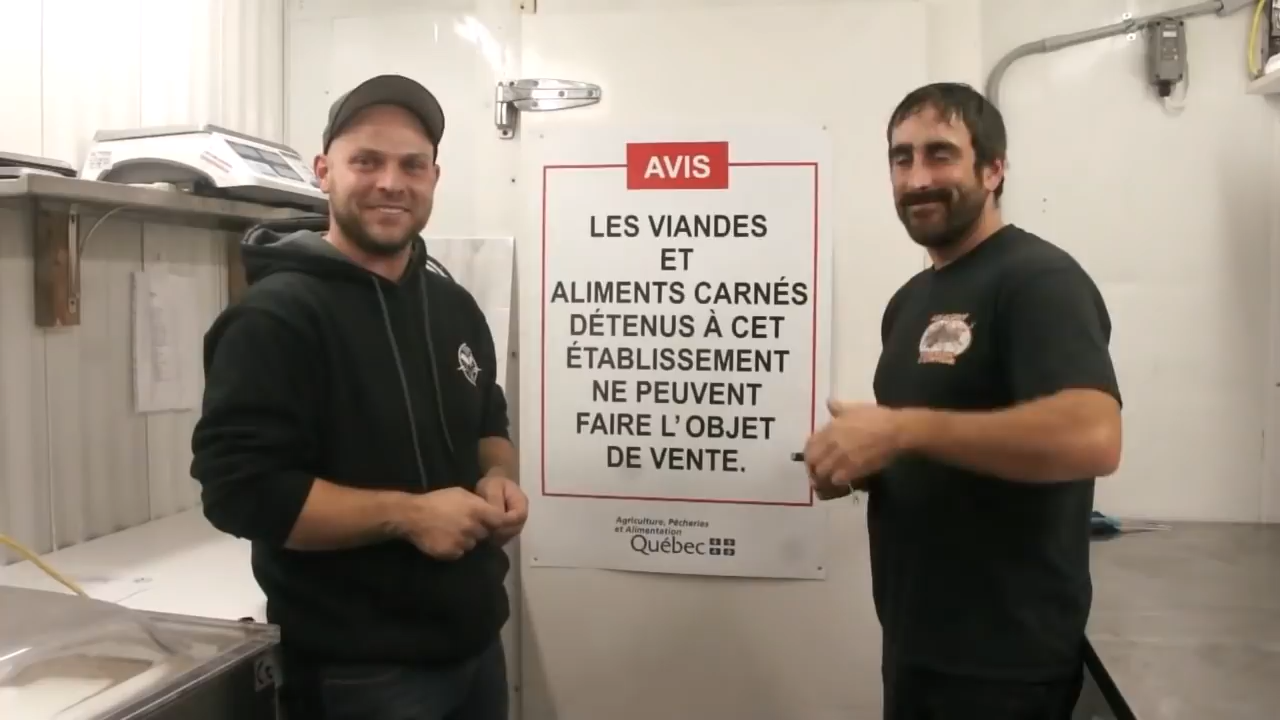 AVIS
LES VIANDES
ET
ALIMENTS CARNÉS
DÉTENUS À CET
ÉTABLISSEMENT
NE PEUVENT
FAIRE L'OBJET
DE VENTE.
Agriculture, Pêcheries
et Alimentation
Québec